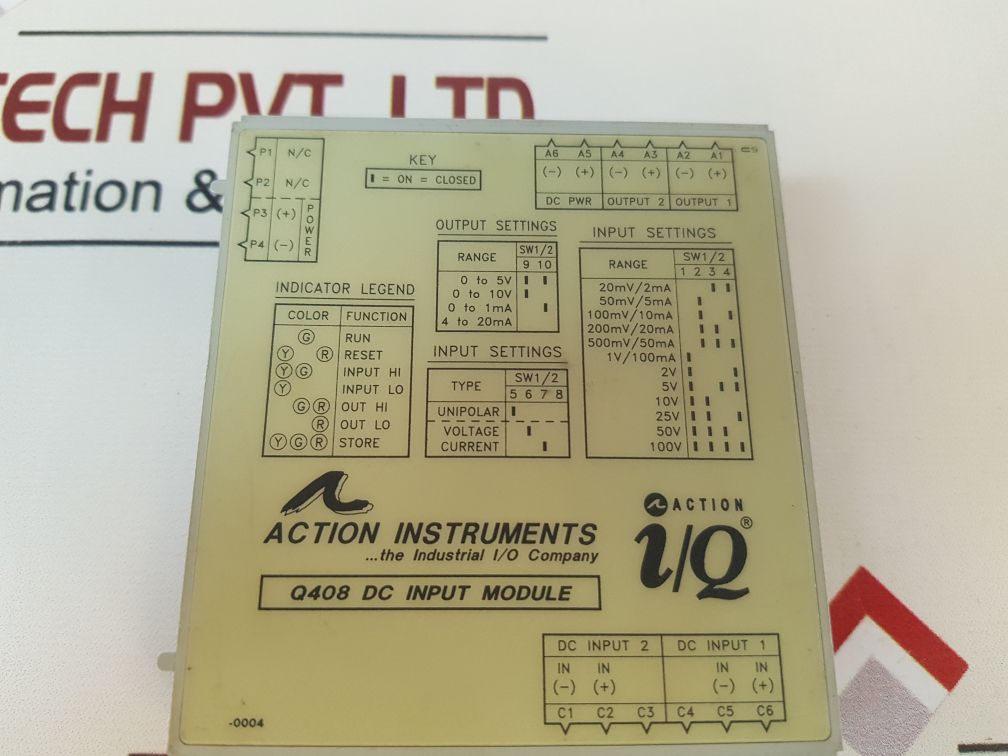 TECH PVT. LTD
mation &
P1 N/C
P2 N/C
P3 (+)
P4 (-)
POWER
KEY
= ON = CLOSED
A6 A5 A4 A3 A2 A1
(-) (+) (-) (+) (-) (+)
DC PWR OUTPUT 2 OUTPUT 1
OUTPUT SETTINGS
RANGE SW1/2
9 10
0 to 5V
0 to 10V
0 to 1mA
4 to 20mA
INPUT SETTINGS
RANGE SW1/2
1 2 3 4
20mV/2mA
50mV/5mA
100mV/10mA
200mV/20mA
500mV/50mA
1V/100mA
2V
5V
10V
25V
50V
100V
INDICATOR LEGEND
COLOR FUNCTION
G RUN
Y R RESET
Y G INPUT HI
Y INPUT LO
G R OUT HI
R OUT LO
Y G R STORE
INPUT SETTINGS
TYPE SW1/2
5 6 7 8
UNIPOLAR
VOLTAGE
CURRENT
ACTION INSTRUMENTS
...the Industrial I/O Company
Q408 DC INPUT MODULE
ACTION
i/Q®
DC INPUT 2 DC INPUT 1
IN IN IN IN
(-) (+) (-) (+)
C1 C2 C3 C4 C5 C6
-0004